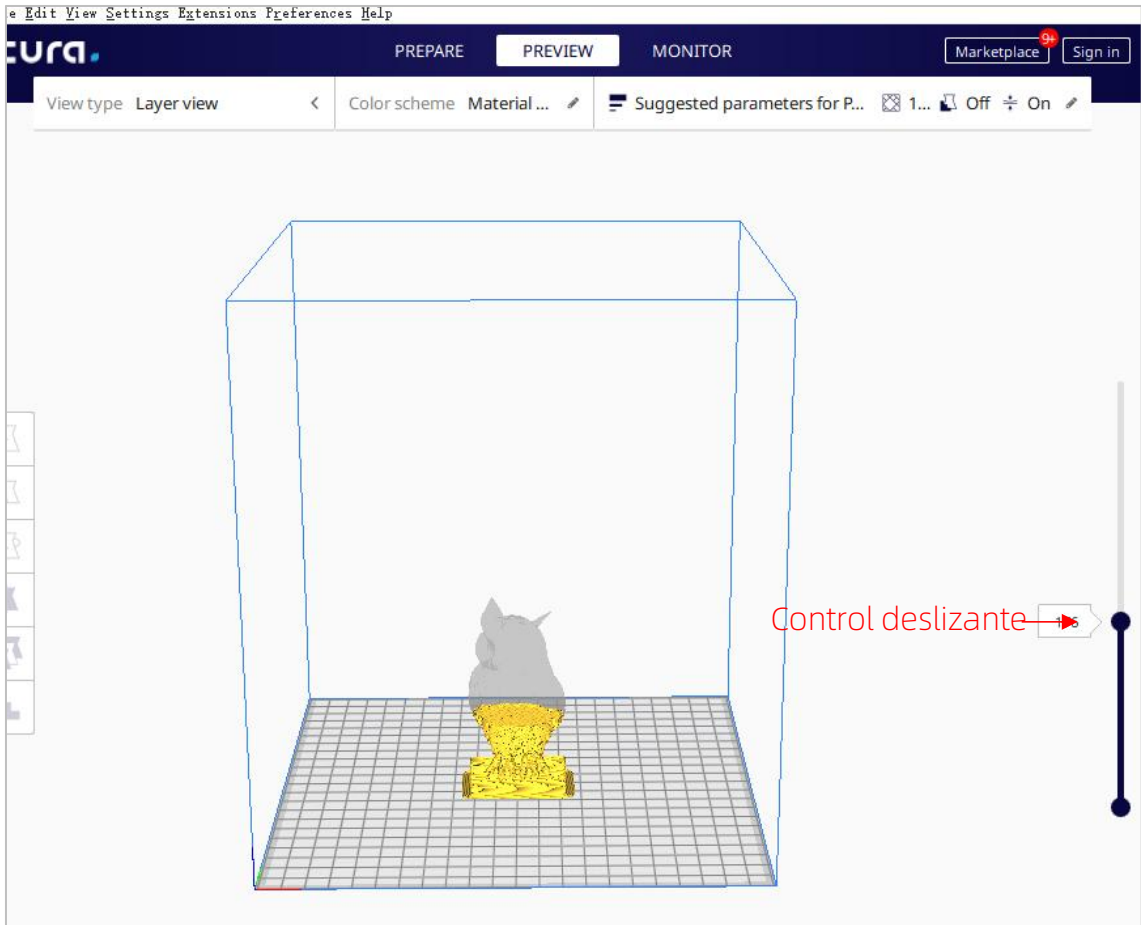 e Edit View Settings Extensions Preferences Help
cura.
PREPARE PREVIEW MONITOR
Marketplace 9+ Sign in
View type Layer view
Color scheme Material ...
Suggested parameters for P... 1... Off On
Control deslizante